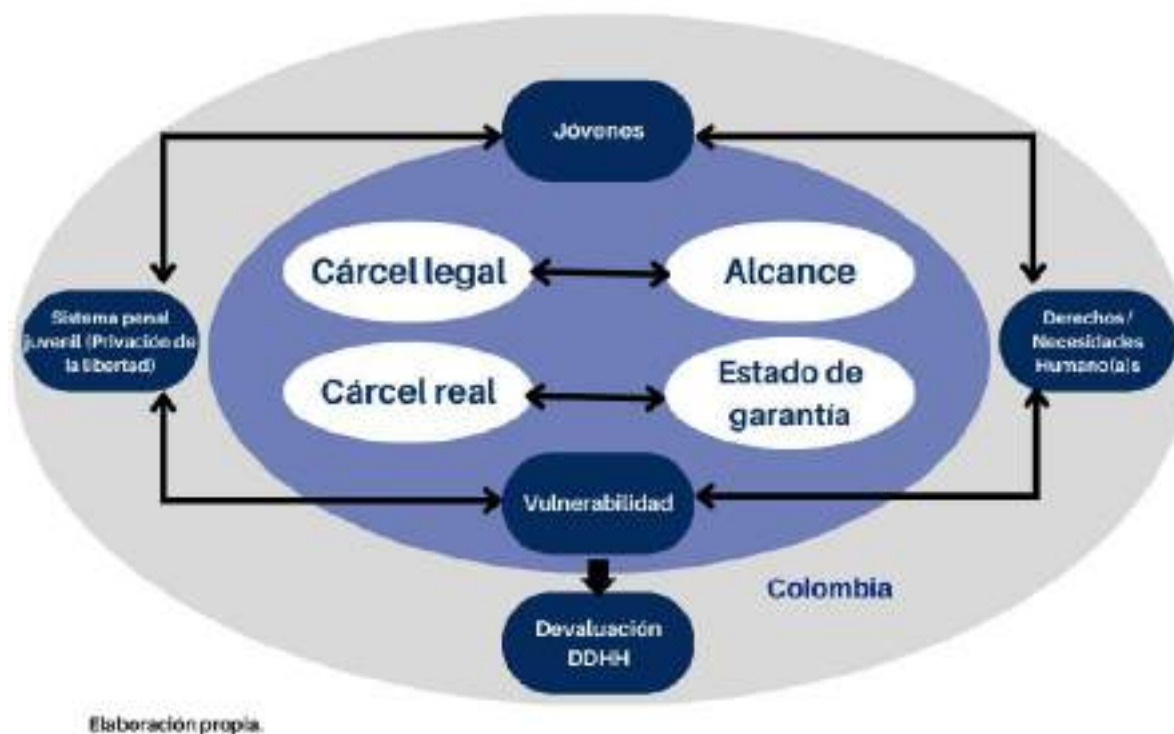 Jóvenes
Cárcel legal
Alcance
Sistema penal
juvenil (Privación de
la libertad)
Derechos/
Necesidades
Humano(a)s
Cárcel real
Estado de
garantía
Vulnerabilidad
Colombia
Devaluación
DDHH
Elaboración propia.